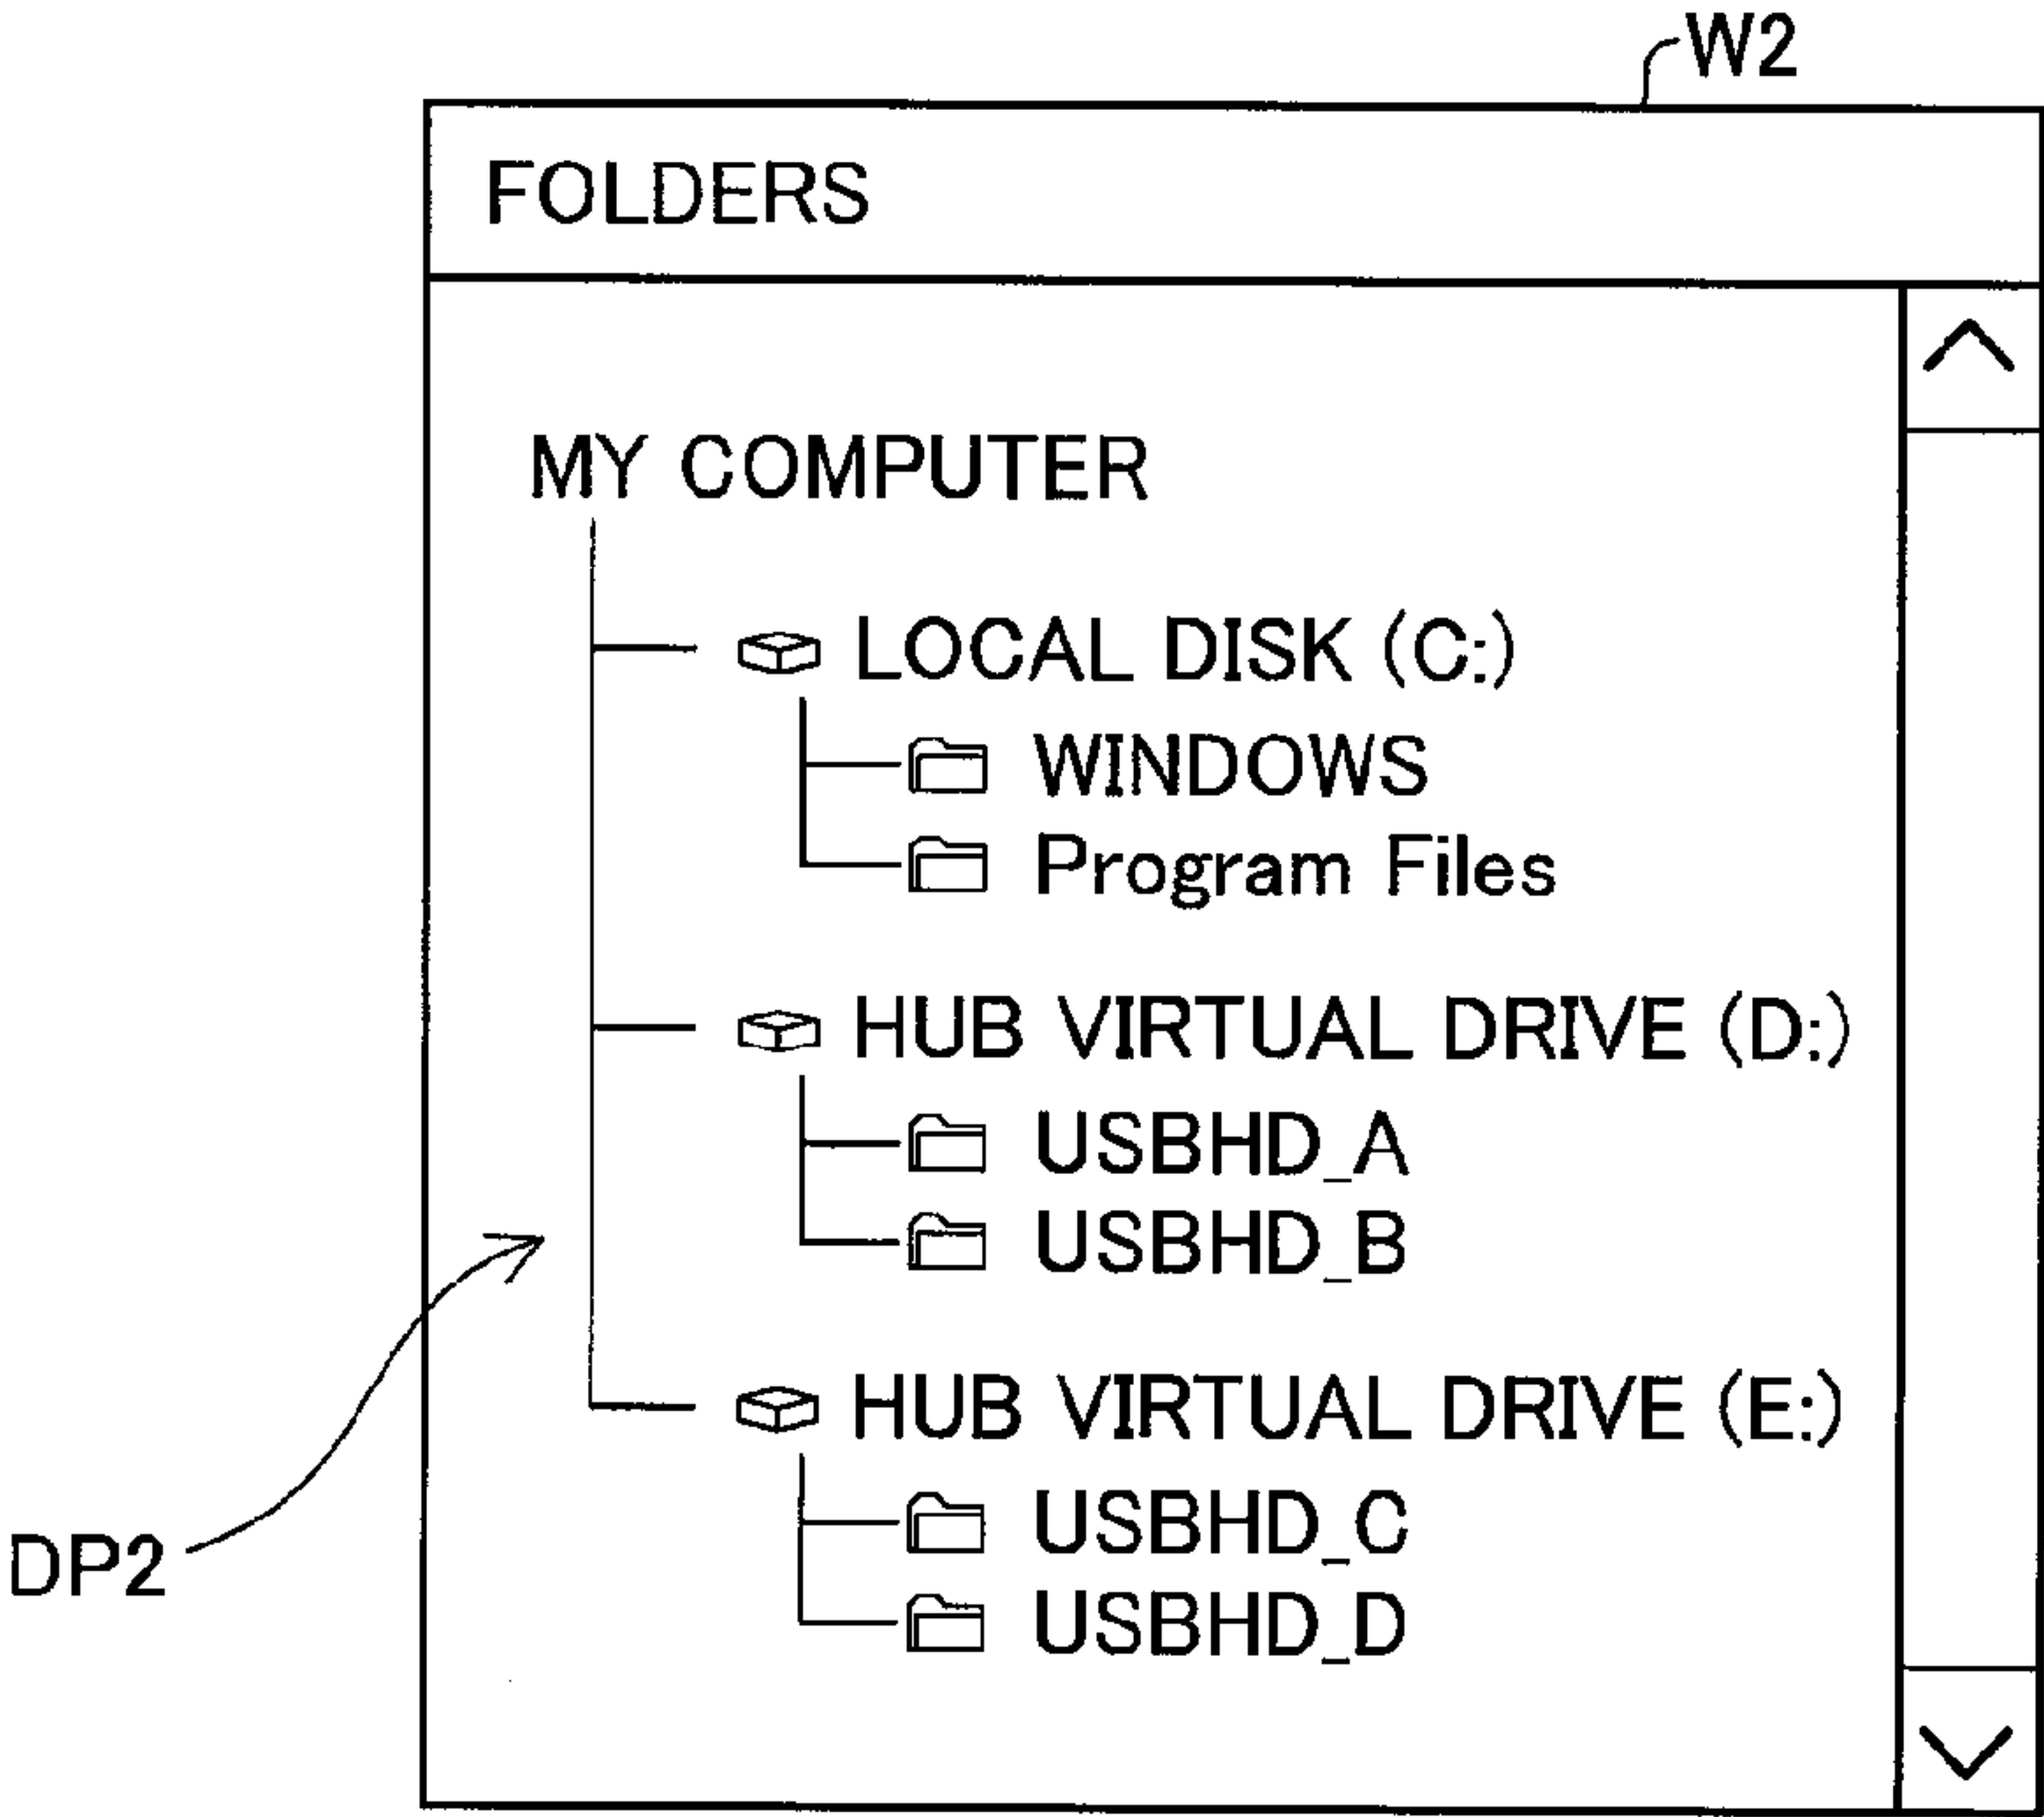 W2
FOLDERS
MY COMPUTER
LOCAL DISK (C:)
WINDOWS
Program Files
HUB VIRTUAL DRIVE (D:)
USBHD_A
USBHD_B
HUB VIRTUAL DRIVE (E:)
USBHD_C
USBHD_D
DP2